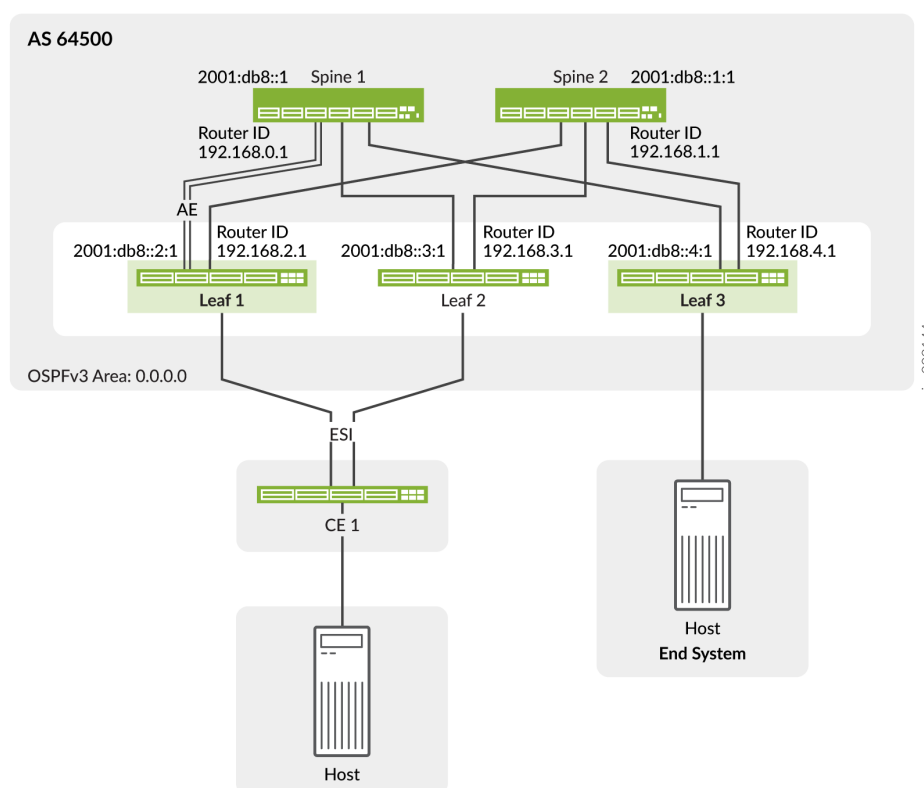 AS 64500
2001:db8::1
Spine 1
Spine 2
2001:db8::1:1
Router ID
192.168.0.1
Router ID
192.168.1.1
AE
2001:db8::2:1
Router ID
192.168.2.1
2001:db8::3:1
Router ID
192.168.3.1
2001:db8::4:1
Router ID
192.168.4.1
Leaf 1
Leaf 2
Leaf 3
OSPFv3 Area: 0.0.0.0
ESI
CE 1
Host
End System
Host